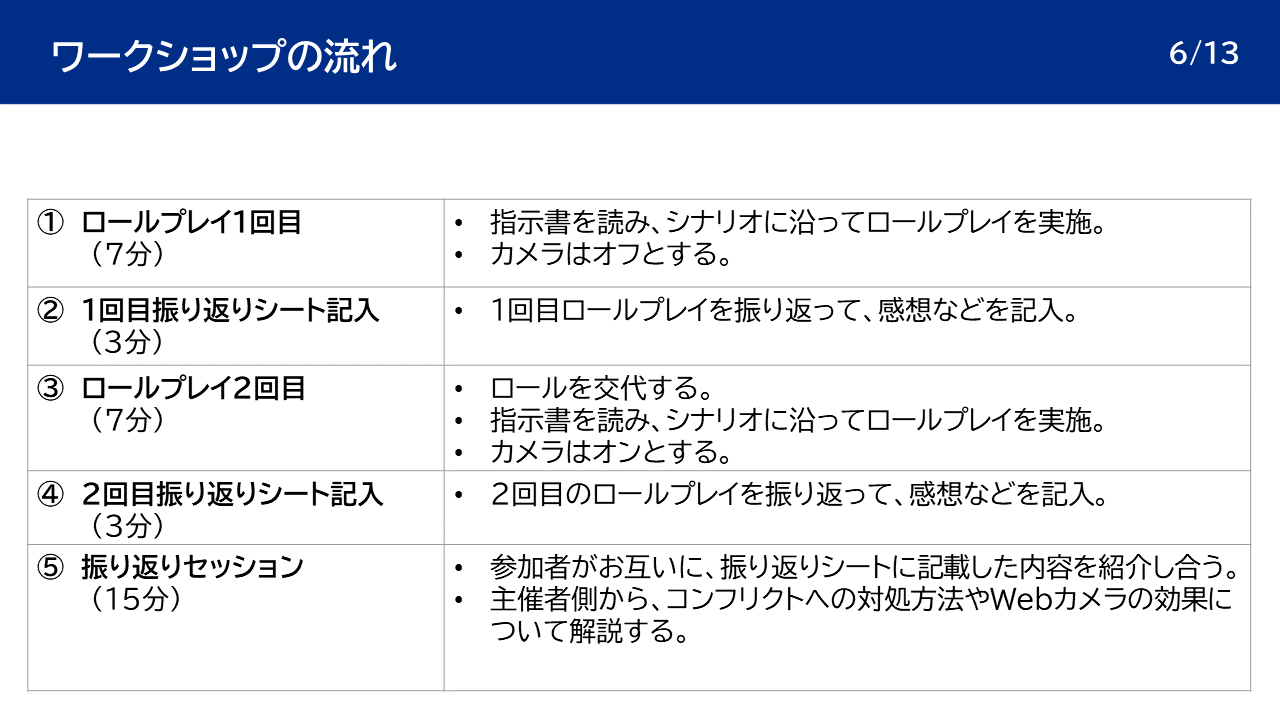 ワークショップの流れ
6/13
① ロールプレイ1回目
（7分）
• 指示書を読み、シナリオに沿ってロールプレイを実施。
• カメラはオフとする。
② 1回目振り返りシート記入
（3分）
• 1回目ロールプレイを振り返って、感想などを記入。
③ ロールプレイ2回目
（7分）
• ロールを交代する。
• 指示書を読み、シナリオに沿ってロールプレイを実施。
• カメラはオンとする。
④ 2回目振り返りシート記入
（3分）
• 2回目のロールプレイを振り返って、感想などを記入。
⑤ 振り返りセッション
（15分）
• 参加者がお互いに、振り返りシートに記載した内容を紹介し合う。
• 主催者側から、コンフリクトへの対処方法やWebカメラの効果に
ついて解説する。